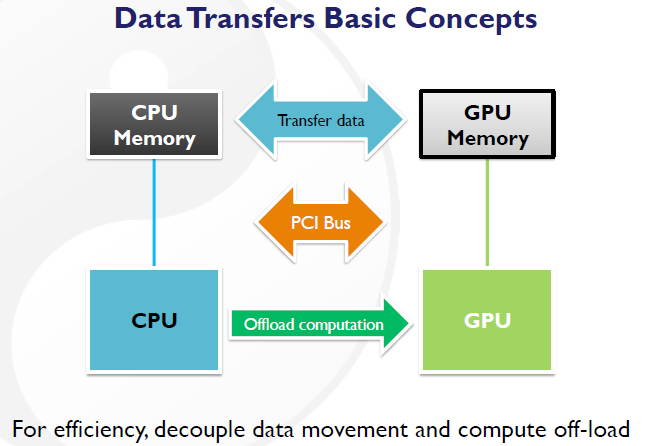 Data Transfers Basic Concepts
CPU
Memory
Transfer data
GPU
Memory
PCI Bus
CPU
Offload computation
GPU
For efficiency, decouple data movement and compute off-load